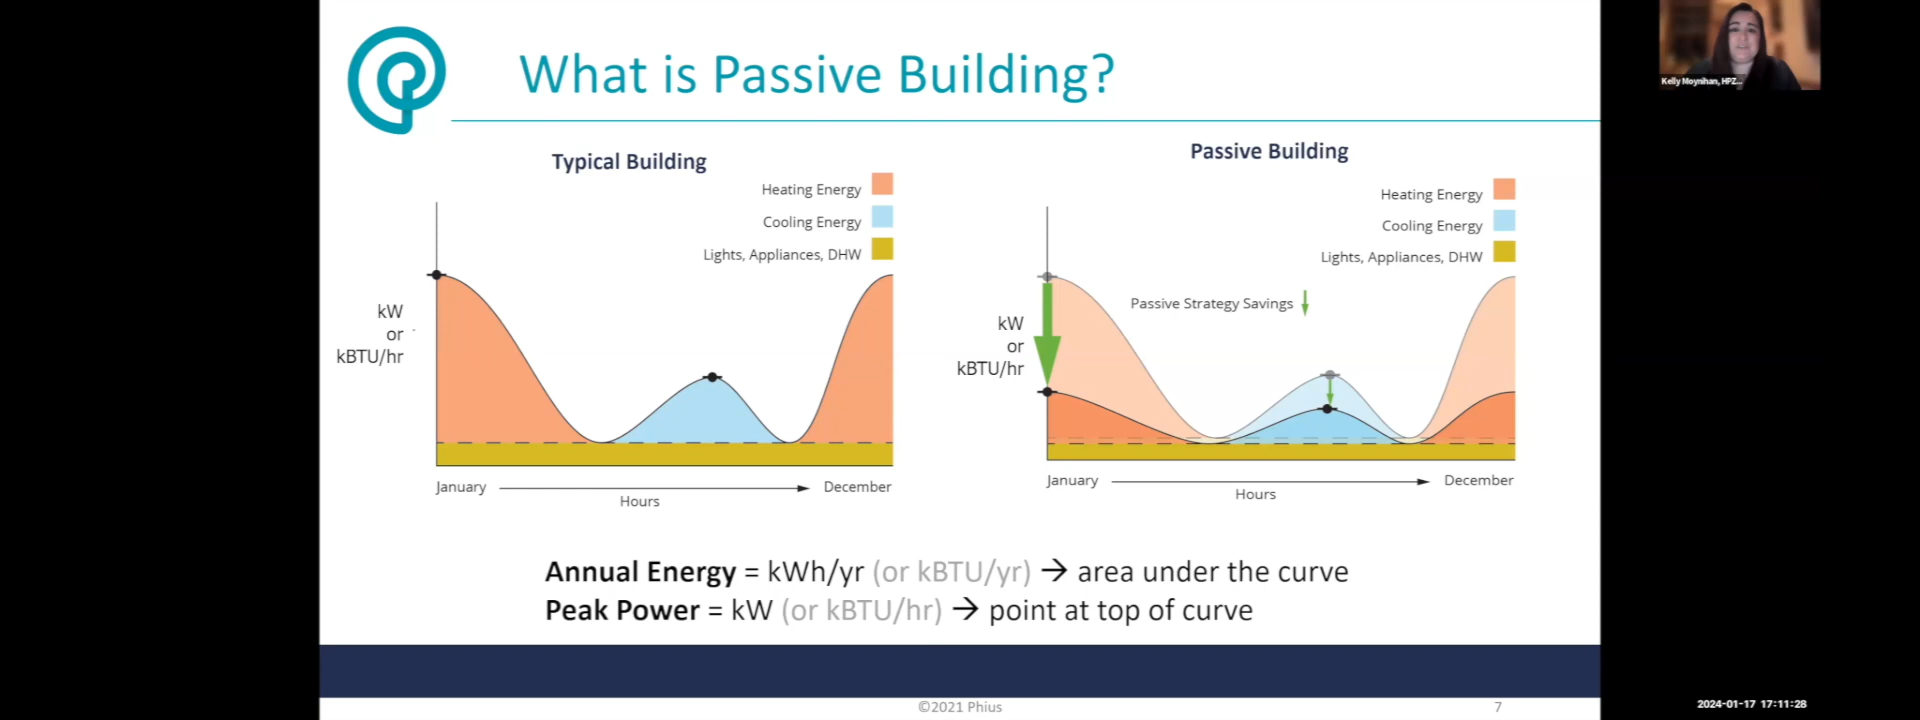 What is Passive Building?
Kelly Moynihan, HPZ...
Typical Building
Heating Energy
Cooling Energy
Lights, Appliances, DHW
kW
or
kBTU/hr
January
Hours
December
Passive Building
Heating Energy
Cooling Energy
Lights, Appliances, DHW
Passive Strategy Savings
kW
or
kBTU/hr
January
Hours
December
Annual Energy = kWh/yr (or kBTU/yr) → area under the curve
Peak Power = kW (or kBTU/hr) → point at top of curve
©2021 Phius
7
2024-01-17 17:11:28